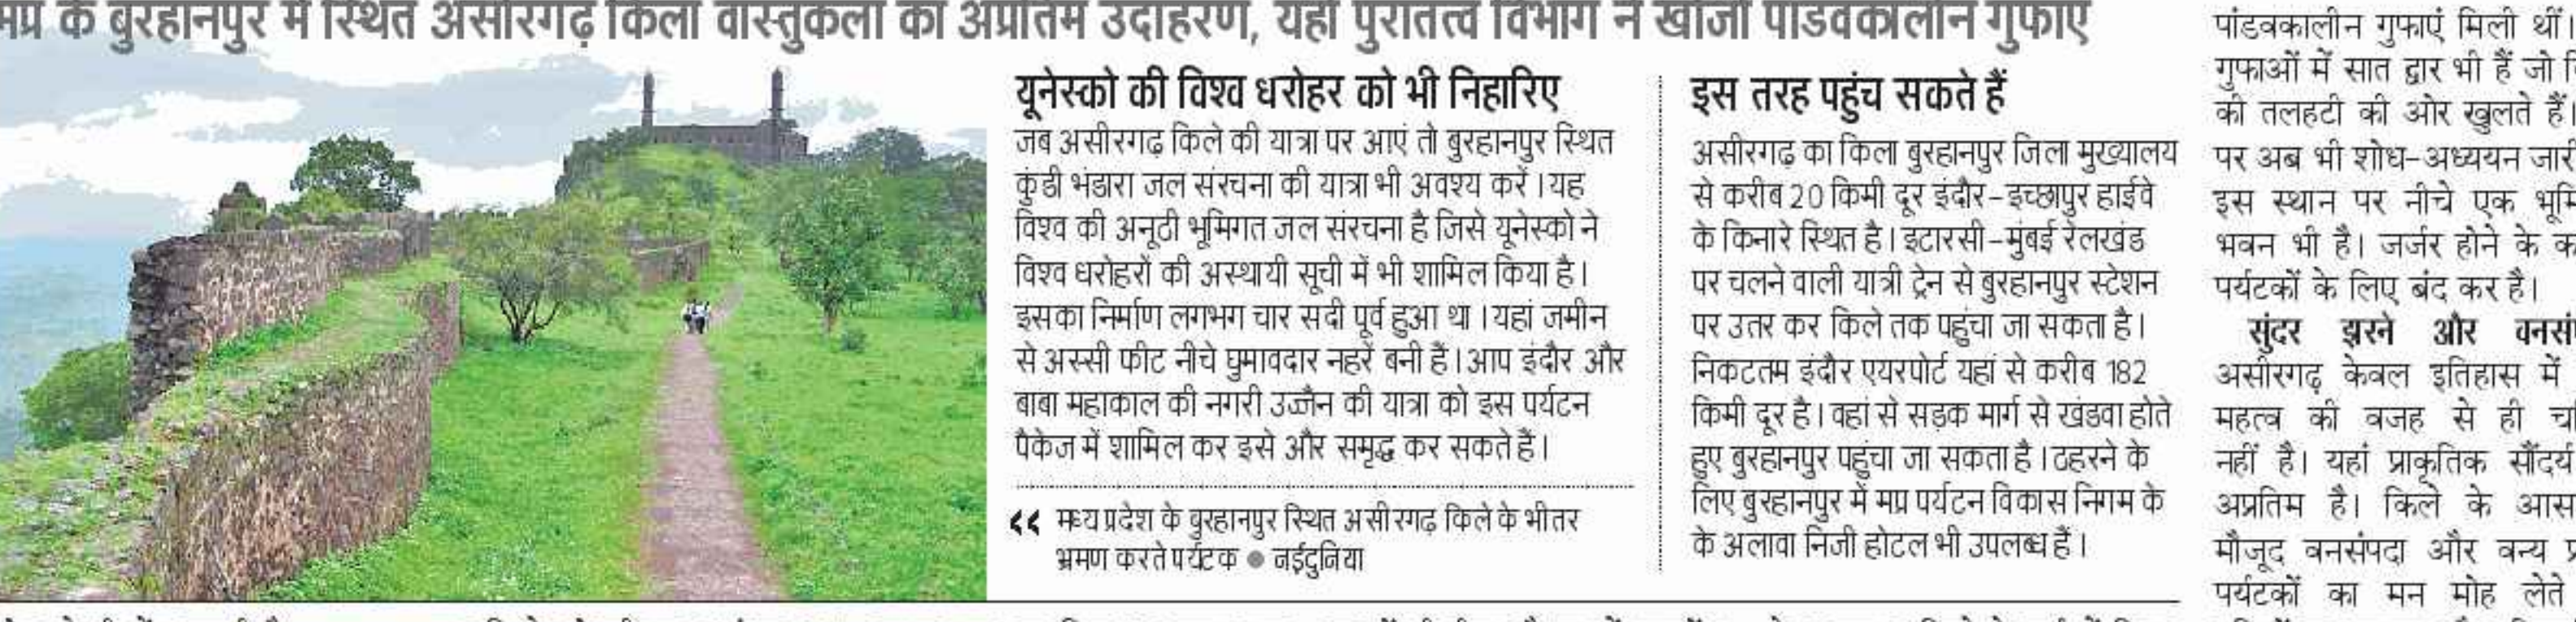 मप्र के बुरहानपुर में स्थित असीरगढ़ किला वास्तुकला का अप्रतिम उदाहरण, यहां पुरातत्व विभाग ने खोजी पांडवकालीन गुफाएं
यूनेस्को की विश्व धरोहर को भी निहारिए
जब असीरगढ़ किले की यात्रा पर आएं तो बुरहानपुर स्थित
कुंडी भंडारा जल संरचना की यात्रा भी अवश्य करें। यह
विश्व की अनूठी भूमिगत जल संरचना है जिसे यूनेस्को ने
विश्व धरोहरों की अस्थायी सूची में भी शामिल किया है।
इसका निर्माण लगभग चार सदी पूर्व हुआ था। यहां जमीन
से अस्सी फीट नीचे घुमावदार नहरें बनी हैं। आप इंदौर और
बाबा महाकाल की नगरी उज्जैन की यात्रा को इस पर्यटन
पैकेज में शामिल कर इसे और समृद्ध कर सकते हैं।
मध्य प्रदेश के बुरहानपुर स्थित असीरगढ़ किले के भीतर
भ्रमण करते पर्यटक ● नईदुनिया
इस तरह पहुंच सकते हैं
असीरगढ़ का किला बुरहानपुर जिला मुख्यालय
से करीब 20 किमी दूर इंदौर-इच्छापुर हाईवे
के किनारे स्थित है। इटारसी-मुंबई रेलखंड
पर चलने वाली यात्री ट्रेन से बुरहानपुर स्टेशन
पर उतर कर किले तक पहुंचा जा सकता है।
निकटतम इंदौर एयरपोर्ट यहां से करीब 182
किमी दूर है। वहां से सड़क मार्ग से खंडवा होते
हुए बुरहानपुर पहुंचा जा सकता है। ठहरने के
लिए बुरहानपुर में मप्र पर्यटन विकास निगम के
के अलावा निजी होटल भी उपलब्ध हैं।
पांडवकालीन गुफाएं मिली थीं।
गुफाओं में सात द्वार भी हैं जो
की तलहटी की ओर खुलते हैं।
पर अब भी शोध-अध्ययन जारी
इस स्थान पर नीचे एक
भवन भी है। जर्जर होने के
पर्यटकों के लिए बंद कर है।
सुंदर झरने और
असीरगढ़ केवल इतिहास में
महत्व की वजह से ही
नहीं है। यहां प्राकृतिक सौंदर्य
अप्रतिम है। किले के
मौजूद वनसंपदा और वन्य
पर्यटकों का मन मोह लेते